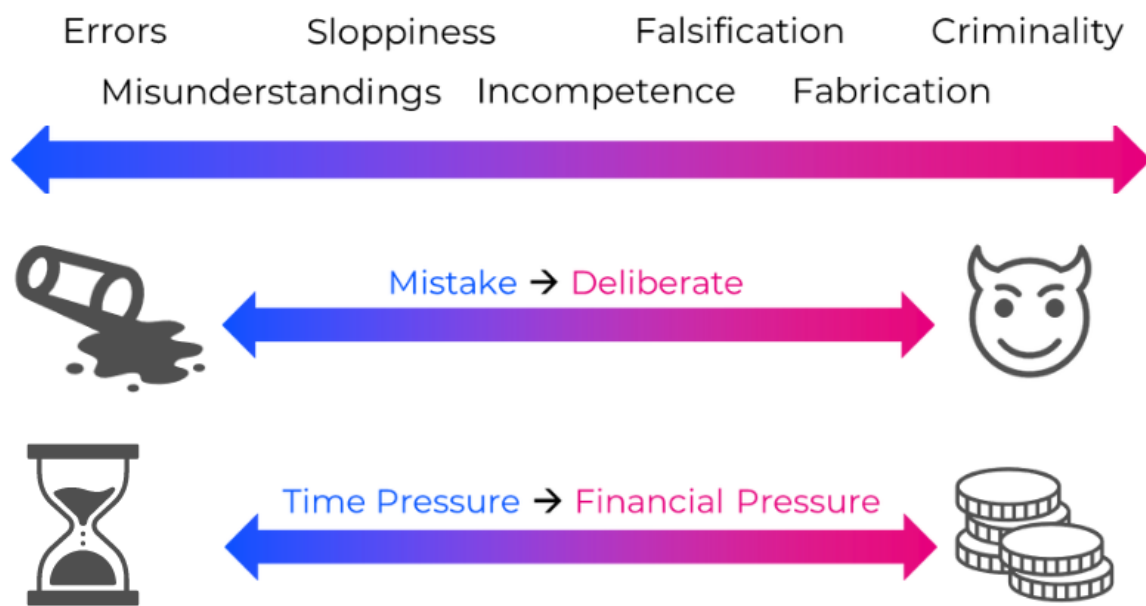 Errors Sloppiness Falsification Criminality
Misunderstandings Incompetence Fabrication
Mistake → Deliberate
Time Pressure → Financial Pressure